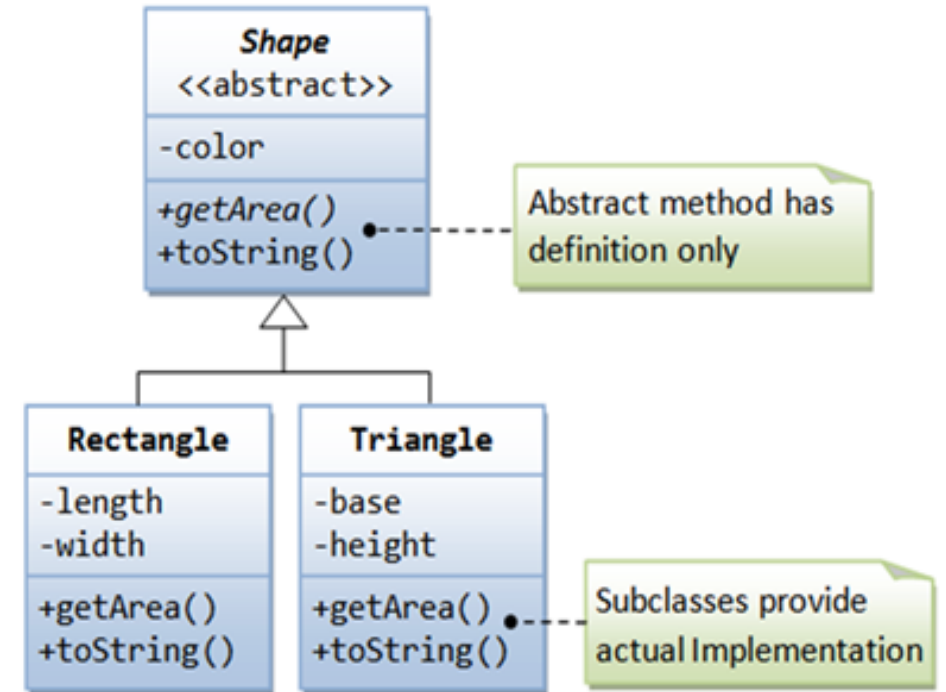 Shape
<<abstract>>
-color
+getArea()
+toString()
Abstract method has
definition only
Rectangle
-length
-width
+getArea()
+toString()
Triangle
-base
-height
+getArea()
+toString()
Subclasses provide
actual Implementation